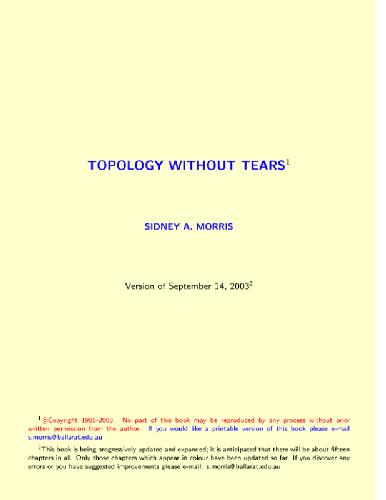 TOPOLOGY WITHOUT TEARS¹
SIDNEY A. MORRIS
Version of September 14, 2003²
¹©Copyright 1985-2003. No part of this book may be reproduced by any process without prior
written permission from the author. If you would like a printable version of this book please e-mail
s.morris@ballarat.edu.au
²This book is being progressively updated and expanded; it is anticipated that there will be about fifteen
chapters in all. Only those chapters which appear in colour have been updated so far. If you discover any
errors or you have suggested improvements please e-mail: s.morris@ballarat.edu.au